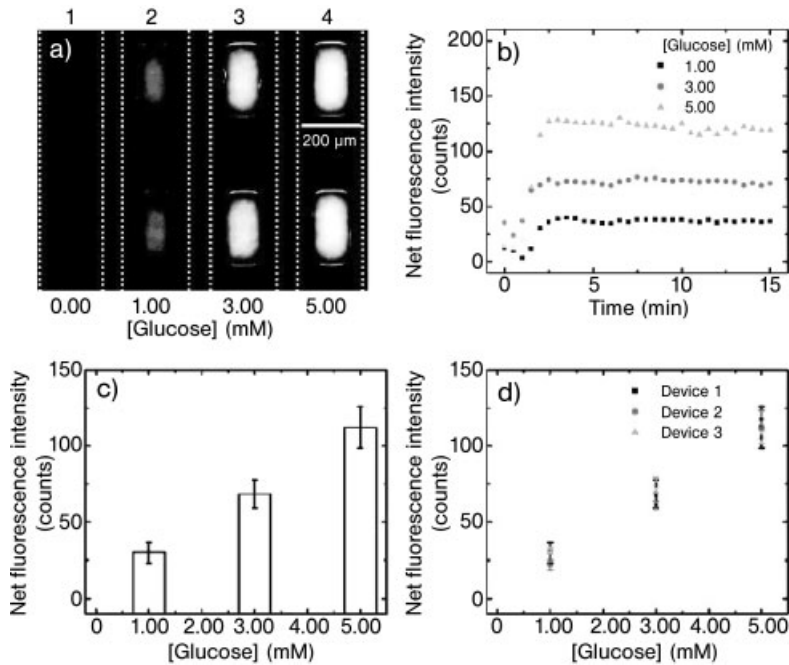 1 2 3 4
a)
200 µm
0.00 1.00 3.00 5.00
[Glucose] (mM)
b)
[Glucose] (mM)
1.00
3.00
5.00
200
150
100
50
0
Net fluorescence intensity
(counts)
0 5 10 15
Time (min)
c)
150
100
50
0
Net fluorescence intensity
(counts)
0 1.00 2.00 3.00 4.00 5.00
[Glucose] (mM)
d)
Device 1
Device 2
Device 3
150
100
50
0
Net fluorescence intensity
(counts)
0 1.00 2.00 3.00 4.00 5.00
[Glucose] (mM)